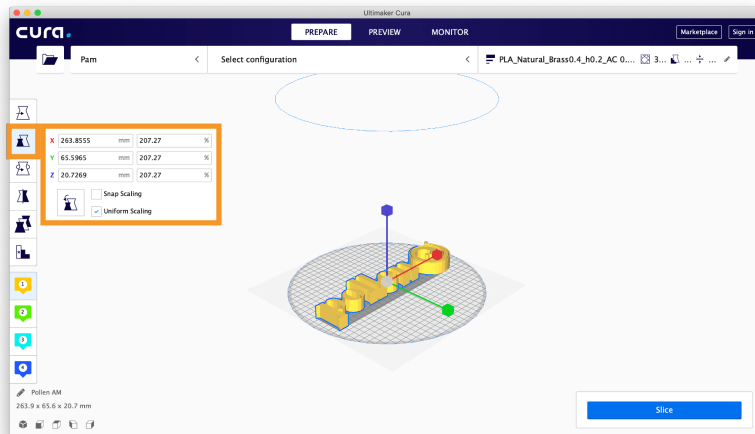 Ultimaker Cura
cura.
PREPARE
PREVIEW
MONITOR
Marketplace
Sign in
Pam
Select configuration
PLA_Natural_Brass0.4_h0.2_AC 0.... 3... ... ...
X 263.8555 mm 207.27 %
Y 65.5965 mm 207.27 %
Z 20.7269 mm 207.27 %
Snap Scaling
Uniform Scaling
1
2
3
4
Pollen AM
263.9 x 65.6 x 20.7 mm
Slice